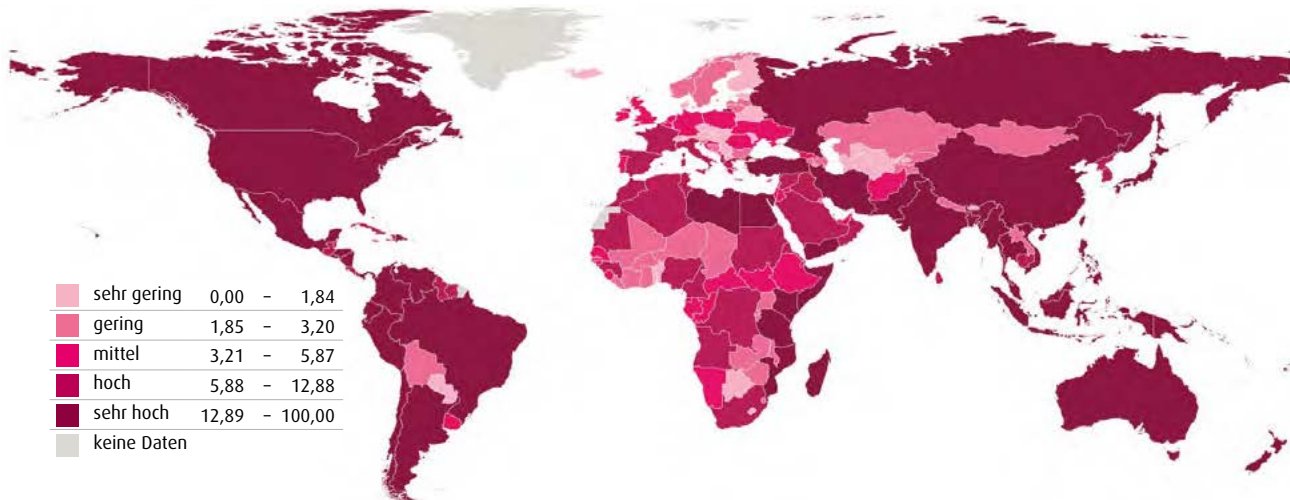 sehr gering 0,00 – 1,84
gering 1,85 – 3,20
mittel 3,21 – 5,87
hoch 5,88 – 12,88
sehr hoch 12,89 – 100,00
keine Daten